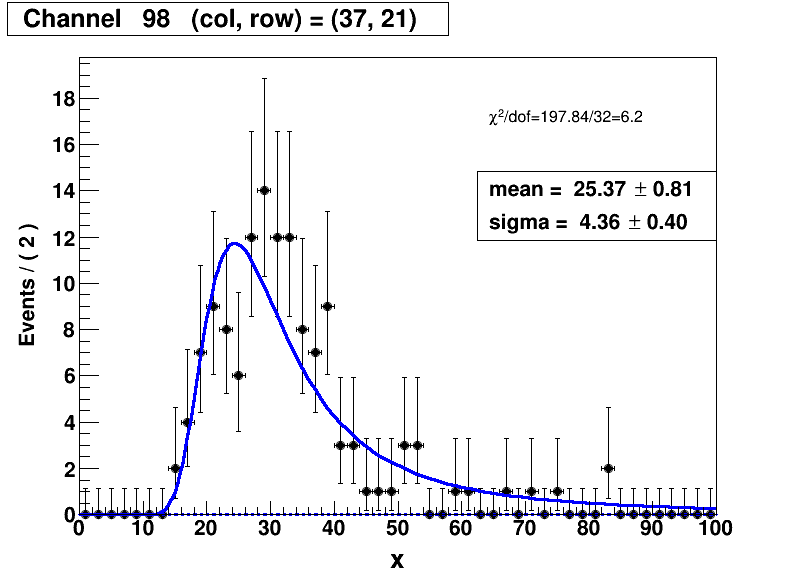 Channel 98 (col, row) = (37, 21)
χ²/dof=197.84/32=6.2
mean = 25.37 ± 0.81
sigma = 4.36 ± 0.40
Events / ( 2 )
18
16
14
12
10
8
6
4
2
0
0 10 20 30 40 50 60 70 80 90 100
x